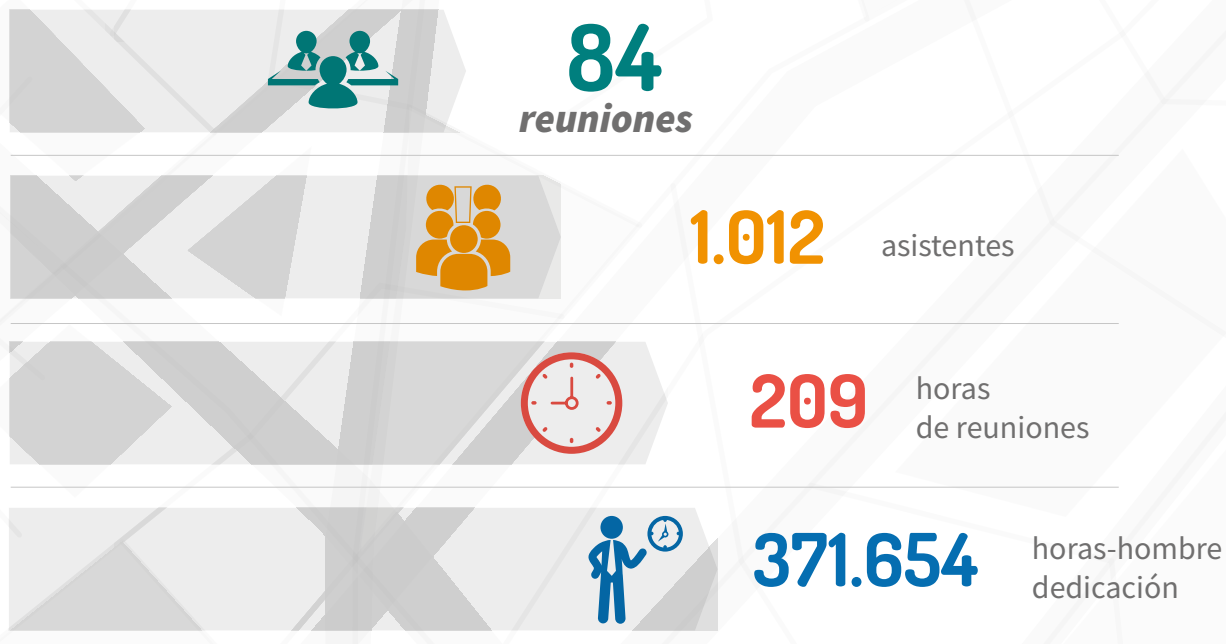 84
reuniones
1.012 asistentes
209 horas
de reuniones
371.654 horas-hombre
dedicación